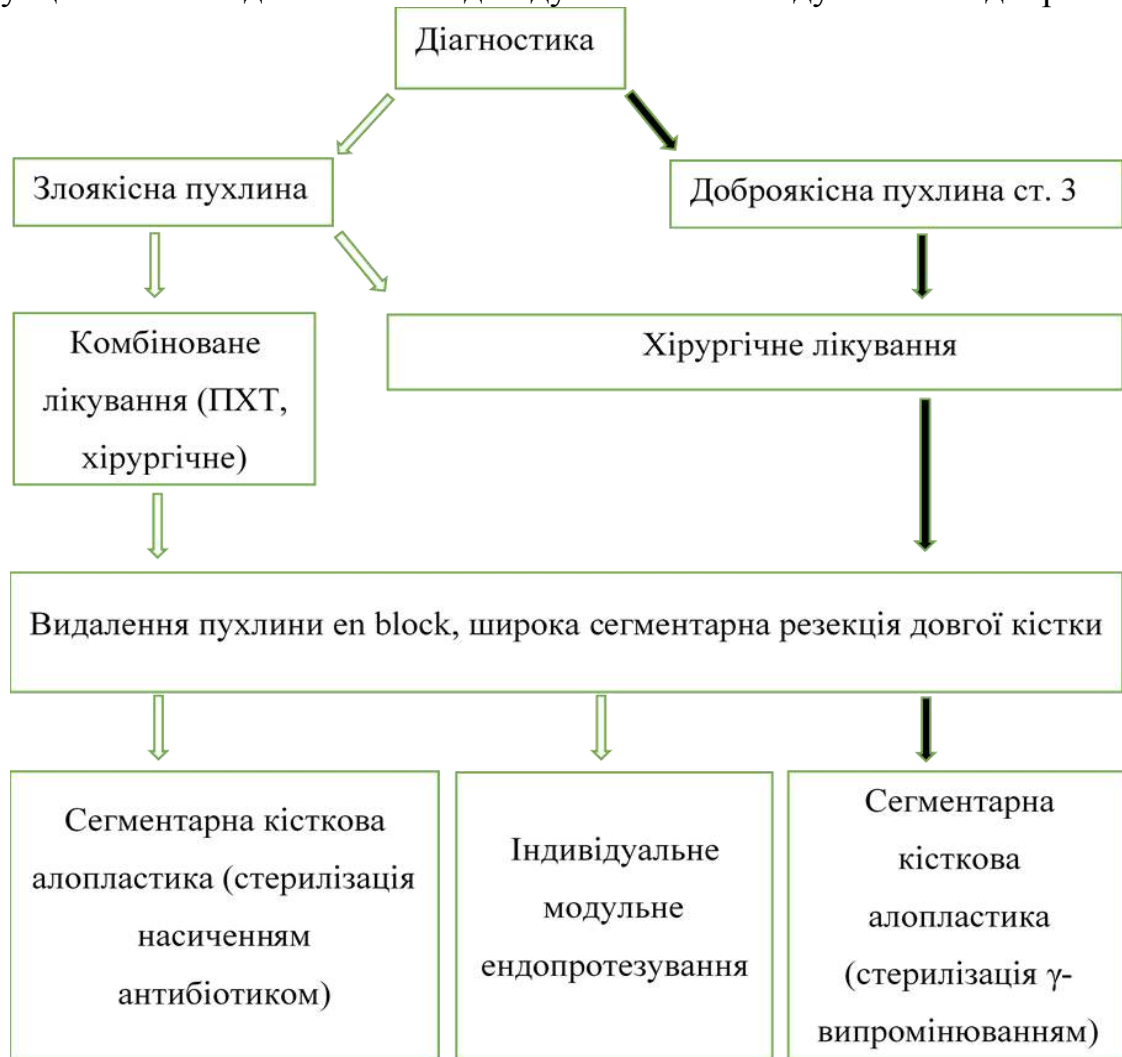 Діагностика
Злоякісна пухлина
Доброякісна пухлина ст. 3
Комбіноване
лікування (ПХТ,
хірургічне)
Хірургічне лікування
Видалення пухлини en block, широка сегментарна резекція довгої кістки
Сегментарна кісткова
алопластика (стерилізація
насиченням
антибіотиком)
Індивідуальне
модульне
ендопротезування
Сегментарна
кісткова
алопластика
(стерилізація γ-
випромінюванням)